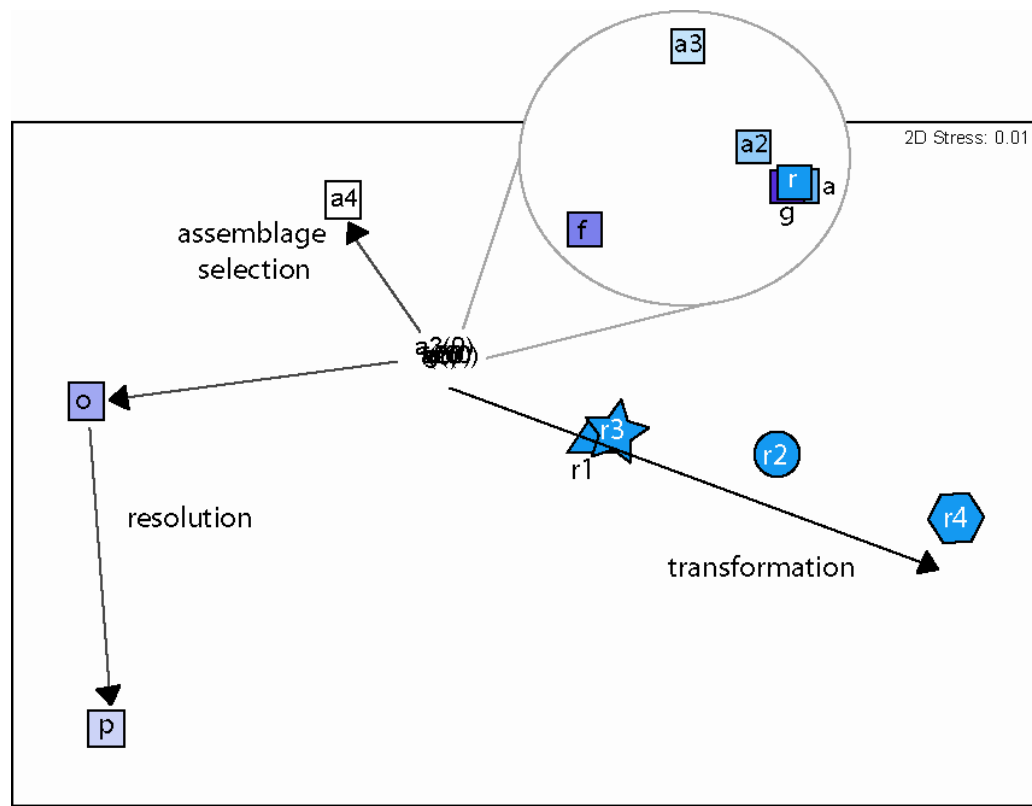 a3
2D Stress: 0.01
a2
r
a
g
f
a4
assemblage
selection
o
r3
r1
r2
r4
resolution
transformation
p